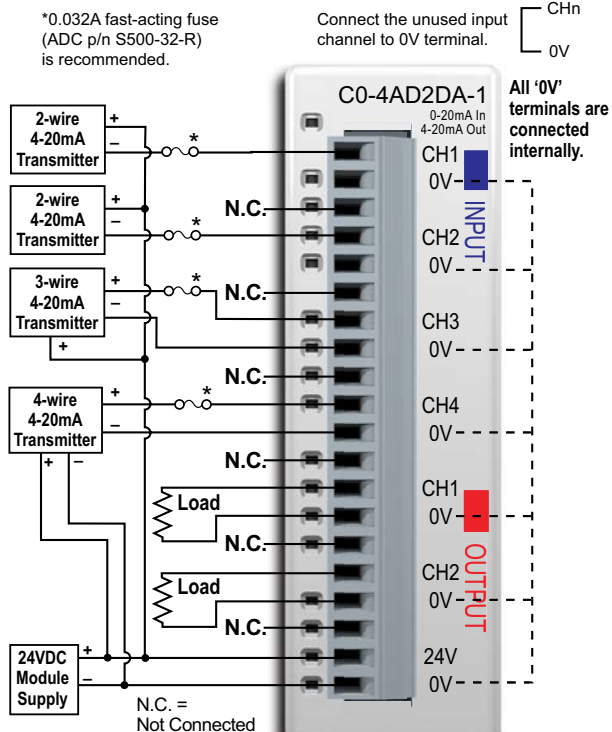 *0.032A fast-acting fuse
(ADC p/n S500-32-R)
is recommended.
Connect the unused input
channel to 0V terminal.
CHn
0V
C0-4AD2DA-1
0-20mA In
4-20mA Out
All ‘0V’
terminals are
connected
internally.
2-wire
4-20mA
Transmitter
+
–
*
CH1
0V
INPUT
2-wire
4-20mA
Transmitter
+
–
*
N.C.
CH2
0V
3-wire
4-20mA
Transmitter
+
–
+
*
N.C.
CH3
0V
N.C.
4-wire
4-20mA
Transmitter
+
–
+
–
*
CH4
0V
N.C.
Load
CH1
0V
N.C.
OUTPUT
Load
CH2
0V
N.C.
24VDC
Module
Supply
+
–
24V
0V
N.C. =
Not Connected